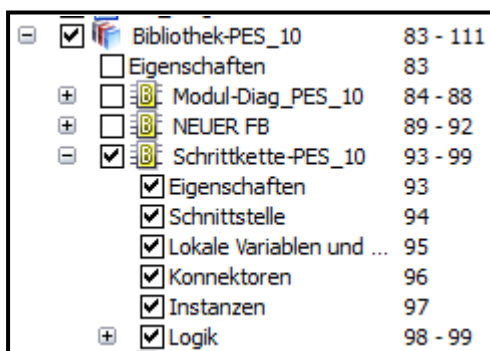 Bibliothek-PES_10 83 - 111
Eigenschaften 83
Modul-Diag_PES_10 84 - 88
NEUER FB 89 - 92
Schrittkette-PES_10 93 - 99
Eigenschaften 93
Schnittstelle 94
Lokale Variablen und ... 95
Konnektoren 96
Instanzen 97
Logik 98 - 99